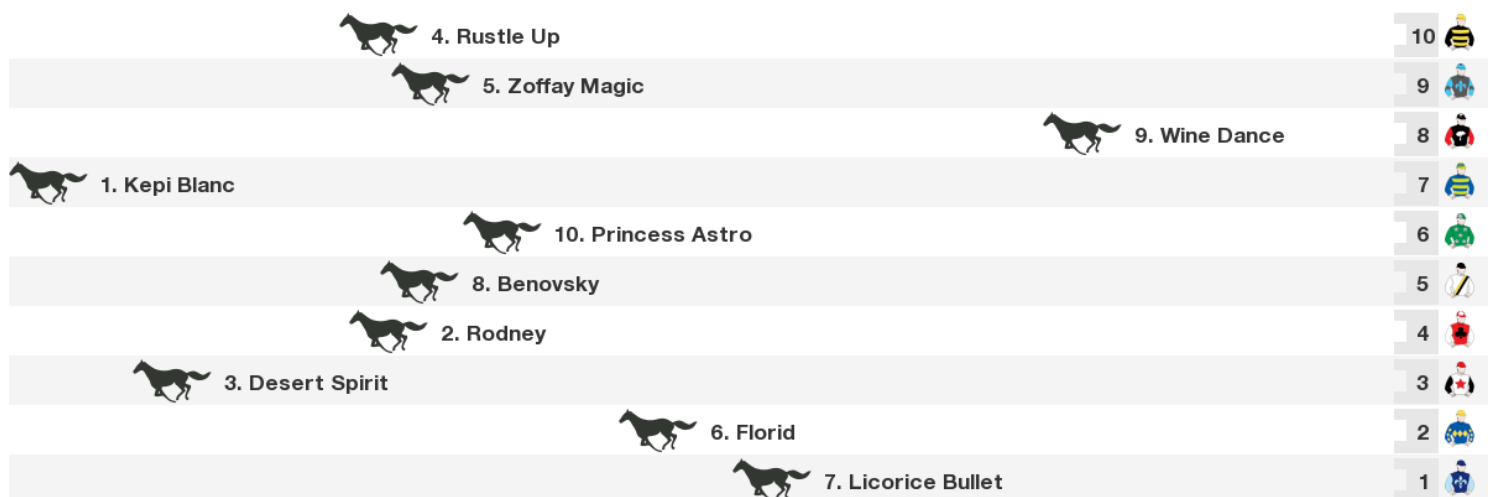 4. Rustle Up 10
5. Zoffay Magic 9
9. Wine Dance 8
1. Kepi Blanc 7
10. Princess Astro 6
8. Benovsky 5
2. Rodney 4
3. Desert Spirit 3
6. Florid 2
7. Licorice Bullet 1